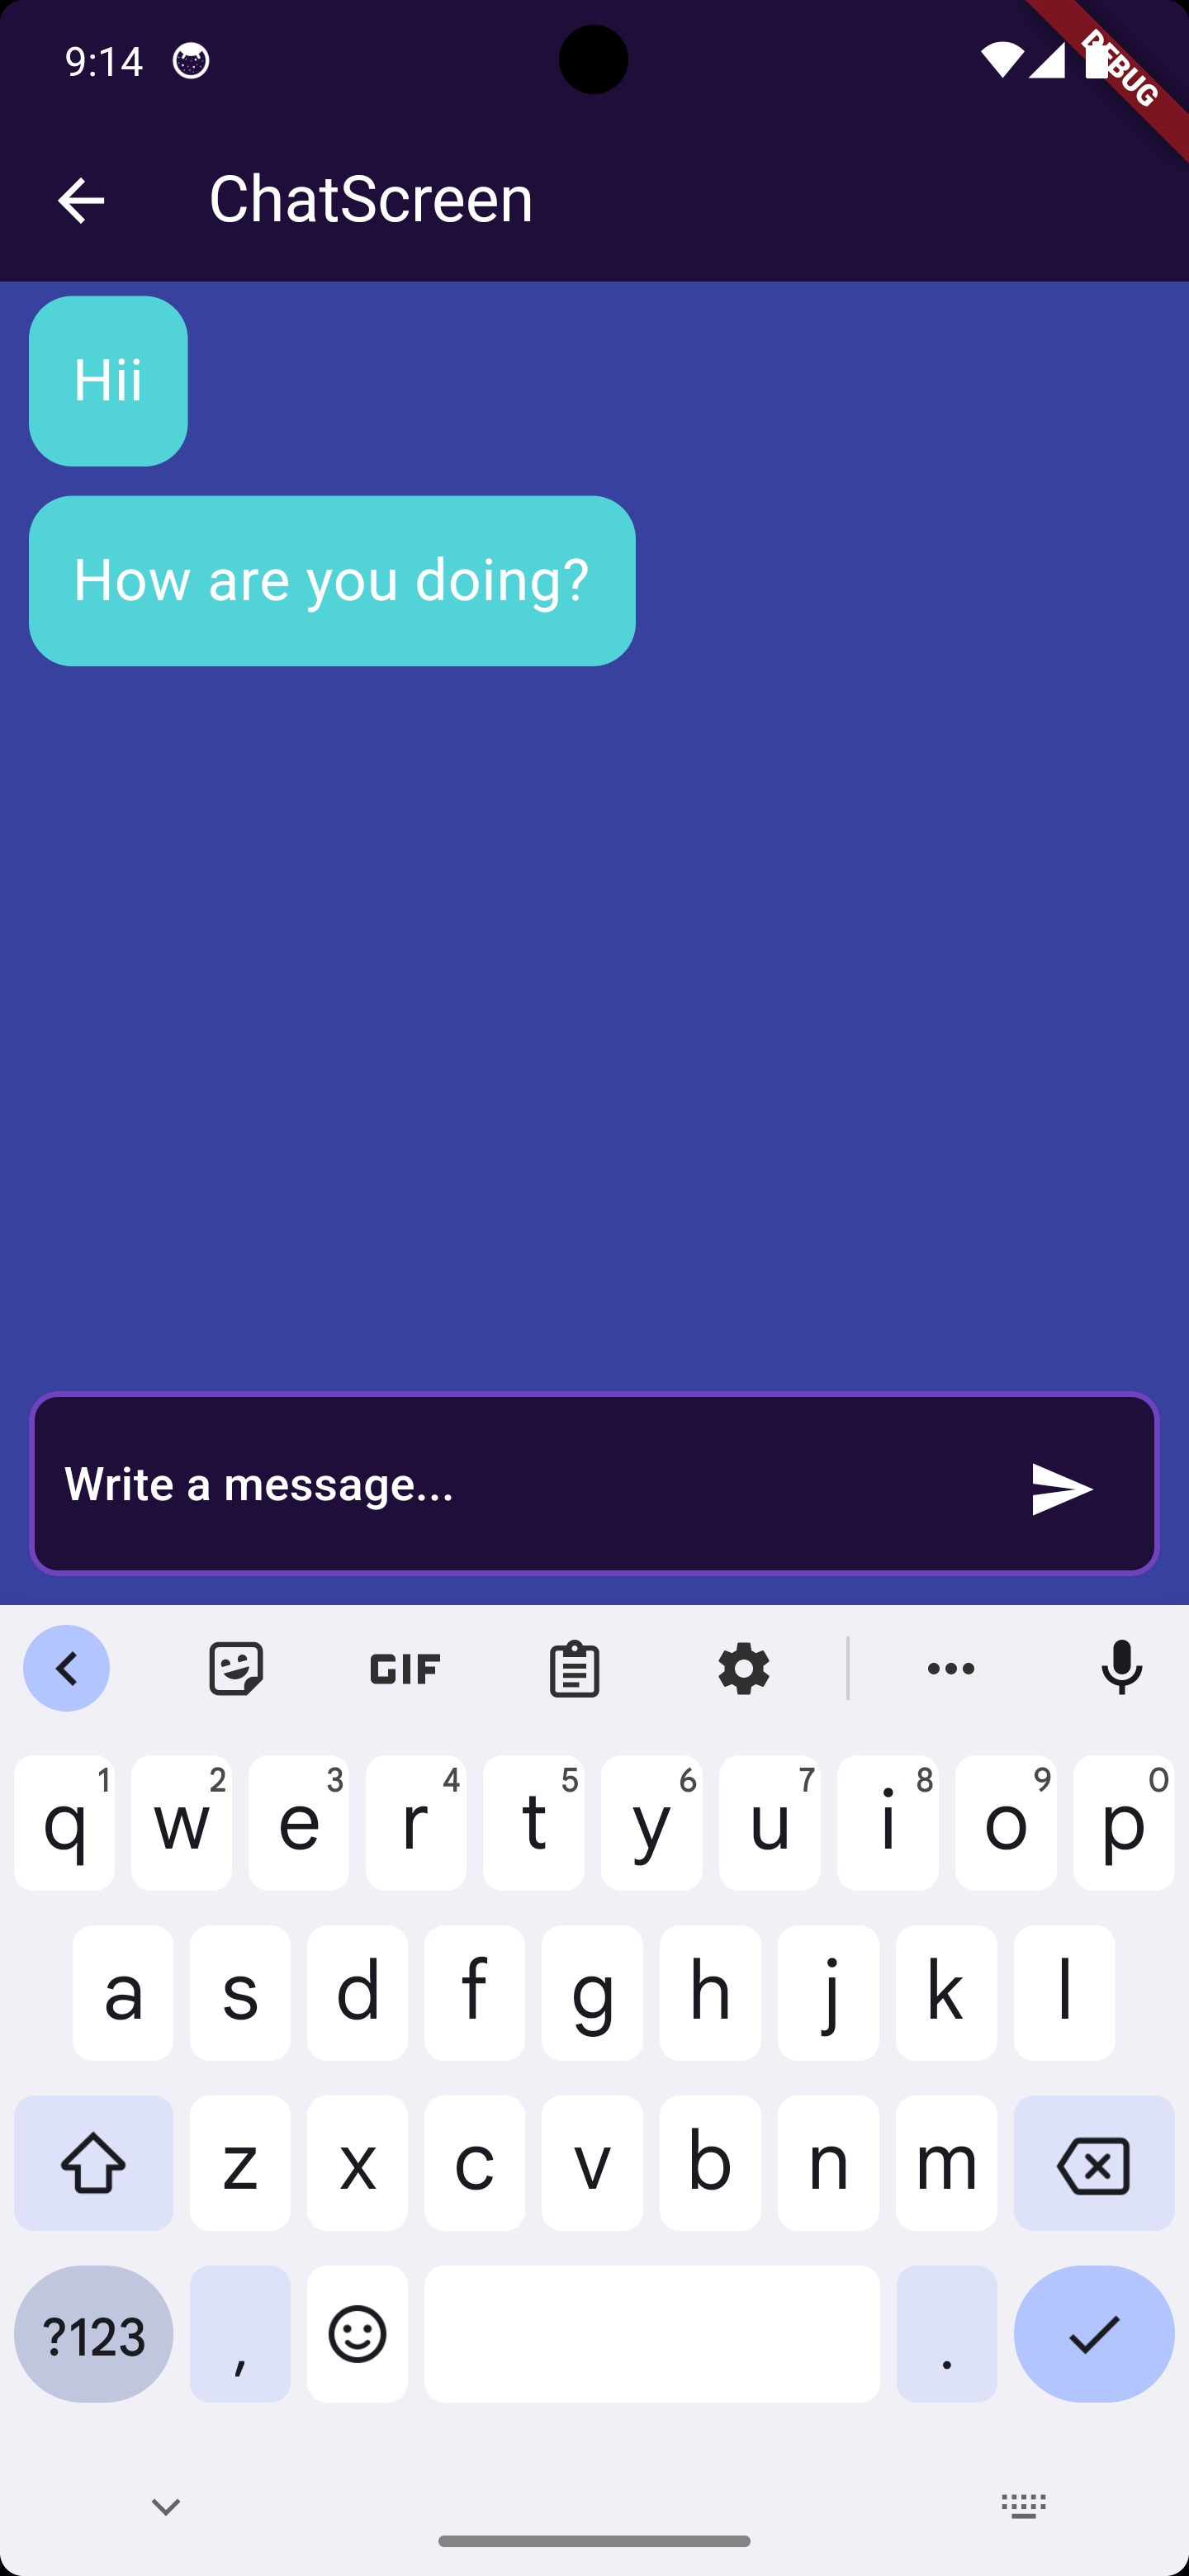 9:14
DEBUG
ChatScreen
Hii
How are you doing?
Write a message...
GIF
1 2 3 4 5 6 7 8 9 0
q w e r t y u i o p
a s d f g h j k l
z x c v b n m
?123 , .